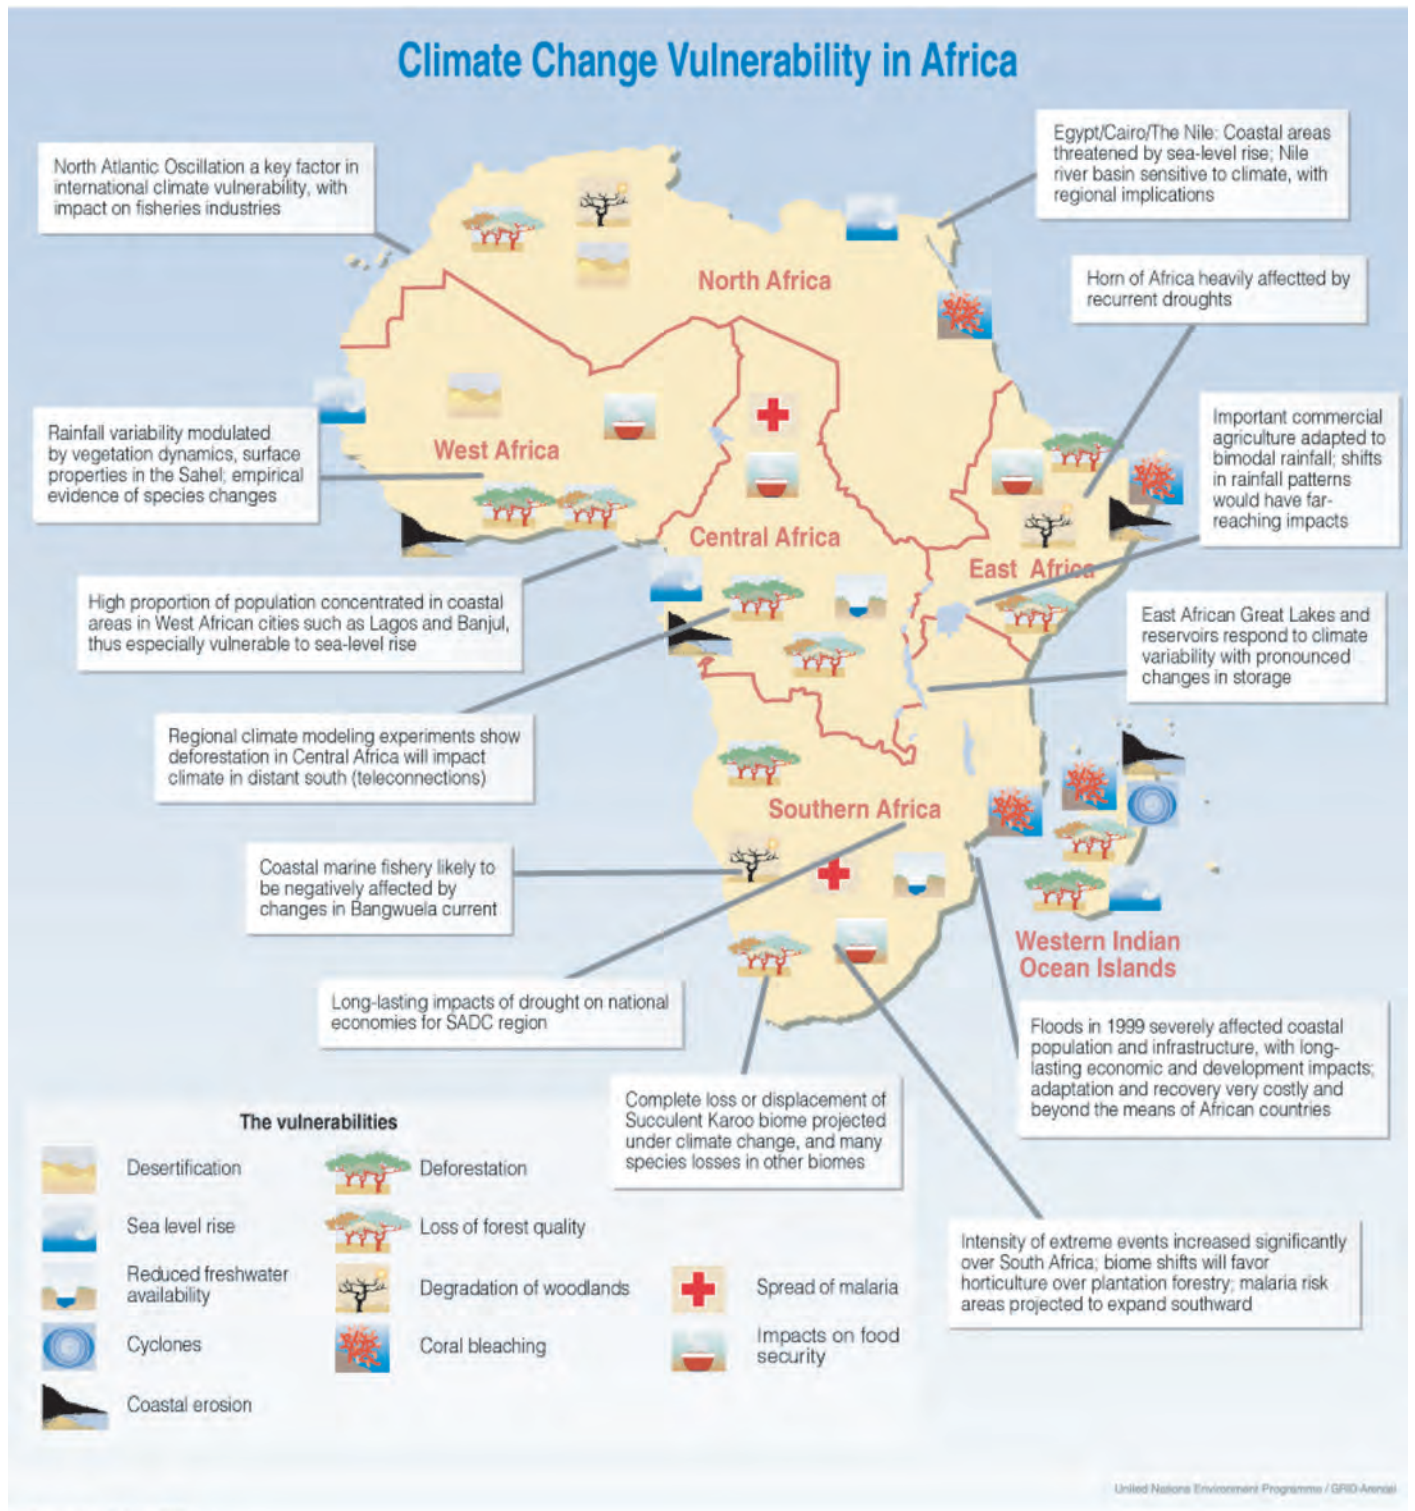 Climate Change Vulnerability in Africa
North Atlantic Oscillation a key factor in
international climate vulnerability, with
impact on fisheries industries
Egypt/Cairo/The Nile: Coastal areas
threatened by sea-level rise; Nile
river basin sensitive to climate, with
regional implications
Horn of Africa heavily affectted by
recurrent droughts
North Africa
Important commercial
agriculture adapted to
bimodal rainfall; shifts
in rainfall patterns
would have far-
reaching impacts
Rainfall variability modulated
by vegetation dynamics, surface
properties in the Sahel; empirical
evidence of species changes
West Africa
Central Africa
East Africa
High proportion of population concentrated in coastal
areas in West African cities such as Lagos and Banjul,
thus especially vulnerable to sea-level rise
East African Great Lakes and
reservoirs respond to climate
variability with pronounced
changes in storage
Regional climate modeling experiments show
deforestation in Central Africa will impact
climate in distant south (teleconnections)
Southern Africa
Coastal marine fishery likely to
be negatively affected by
changes in Bangwuela current
Western Indian
Ocean Islands
Long-lasting impacts of drought on national
economies for SADC region
Floods in 1999 severely affected coastal
population and infrastructure, with long-
lasting economic and development impacts;
adaptation and recovery very costly and
beyond the means of African countries
Complete loss or displacement of
Succulent Karoo biome projected
under climate change, and many
species losses in other biomes
Intensity of extreme events increased significantly
over South Africa; biome shifts will favor
horticulture over plantation forestry; malaria risk
areas projected to expand southward
The vulnerabilities
Desertification
Sea level rise
Reduced freshwater
availability
Cyclones
Coastal erosion
Deforestation
Loss of forest quality
Degradation of woodlands
Coral bleaching
Spread of malaria
Impacts on food
security
United Nations Environment Programme / GRID-Arendal